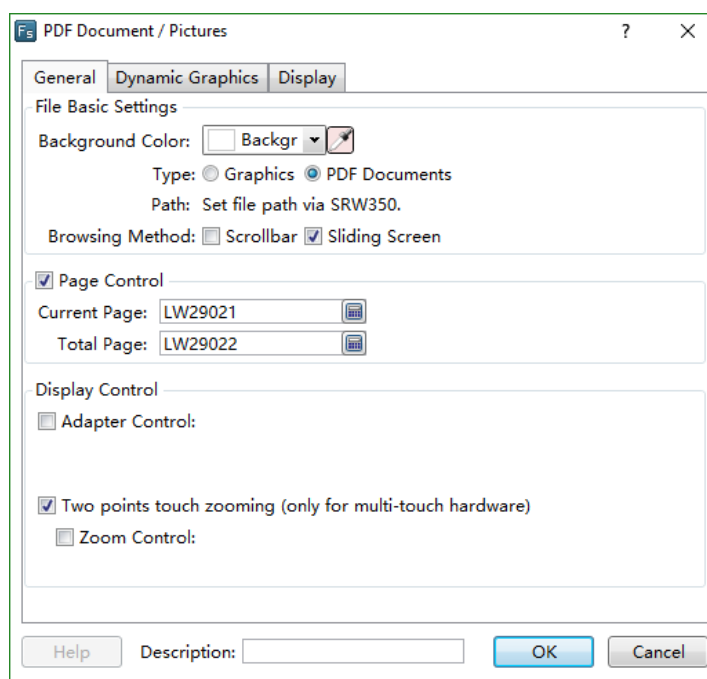 Fs PDF Document / Pictures ?
General Dynamic Graphics Display
File Basic Settings
Background Color: Backgr
Type: Graphics PDF Documents
Path: Set file path via SRW350.
Browsing Method: Scrollbar Sliding Screen
Page Control
Current Page: LW29021
Total Page: LW29022
Display Control
Adapter Control:
Two points touch zooming (only for multi-touch hardware)
Zoom Control:
Help Description: OK Cancel